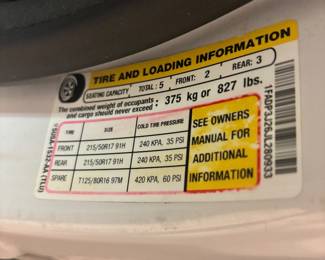 TIRE AND LOADING INFORMATION
SEATING CAPACITY TOTAL: 5 FRONT: 2 REAR: 3
The combined weight of occupants and cargo should never exceed: 375 kg or 827 lbs.
TIRE SIZE COLD TIRE PRESSURE
FRONT 215/50R17 91H 240 KPA, 35 PSI
REAR 215/50R17 91H 240 KPA, 35 PSI
SPARE T125/80R16 97M 420 KPA, 60 PSI
SEE OWNERS
MANUAL FOR
ADDITIONAL
INFORMATION
1FADP3J26JL280933